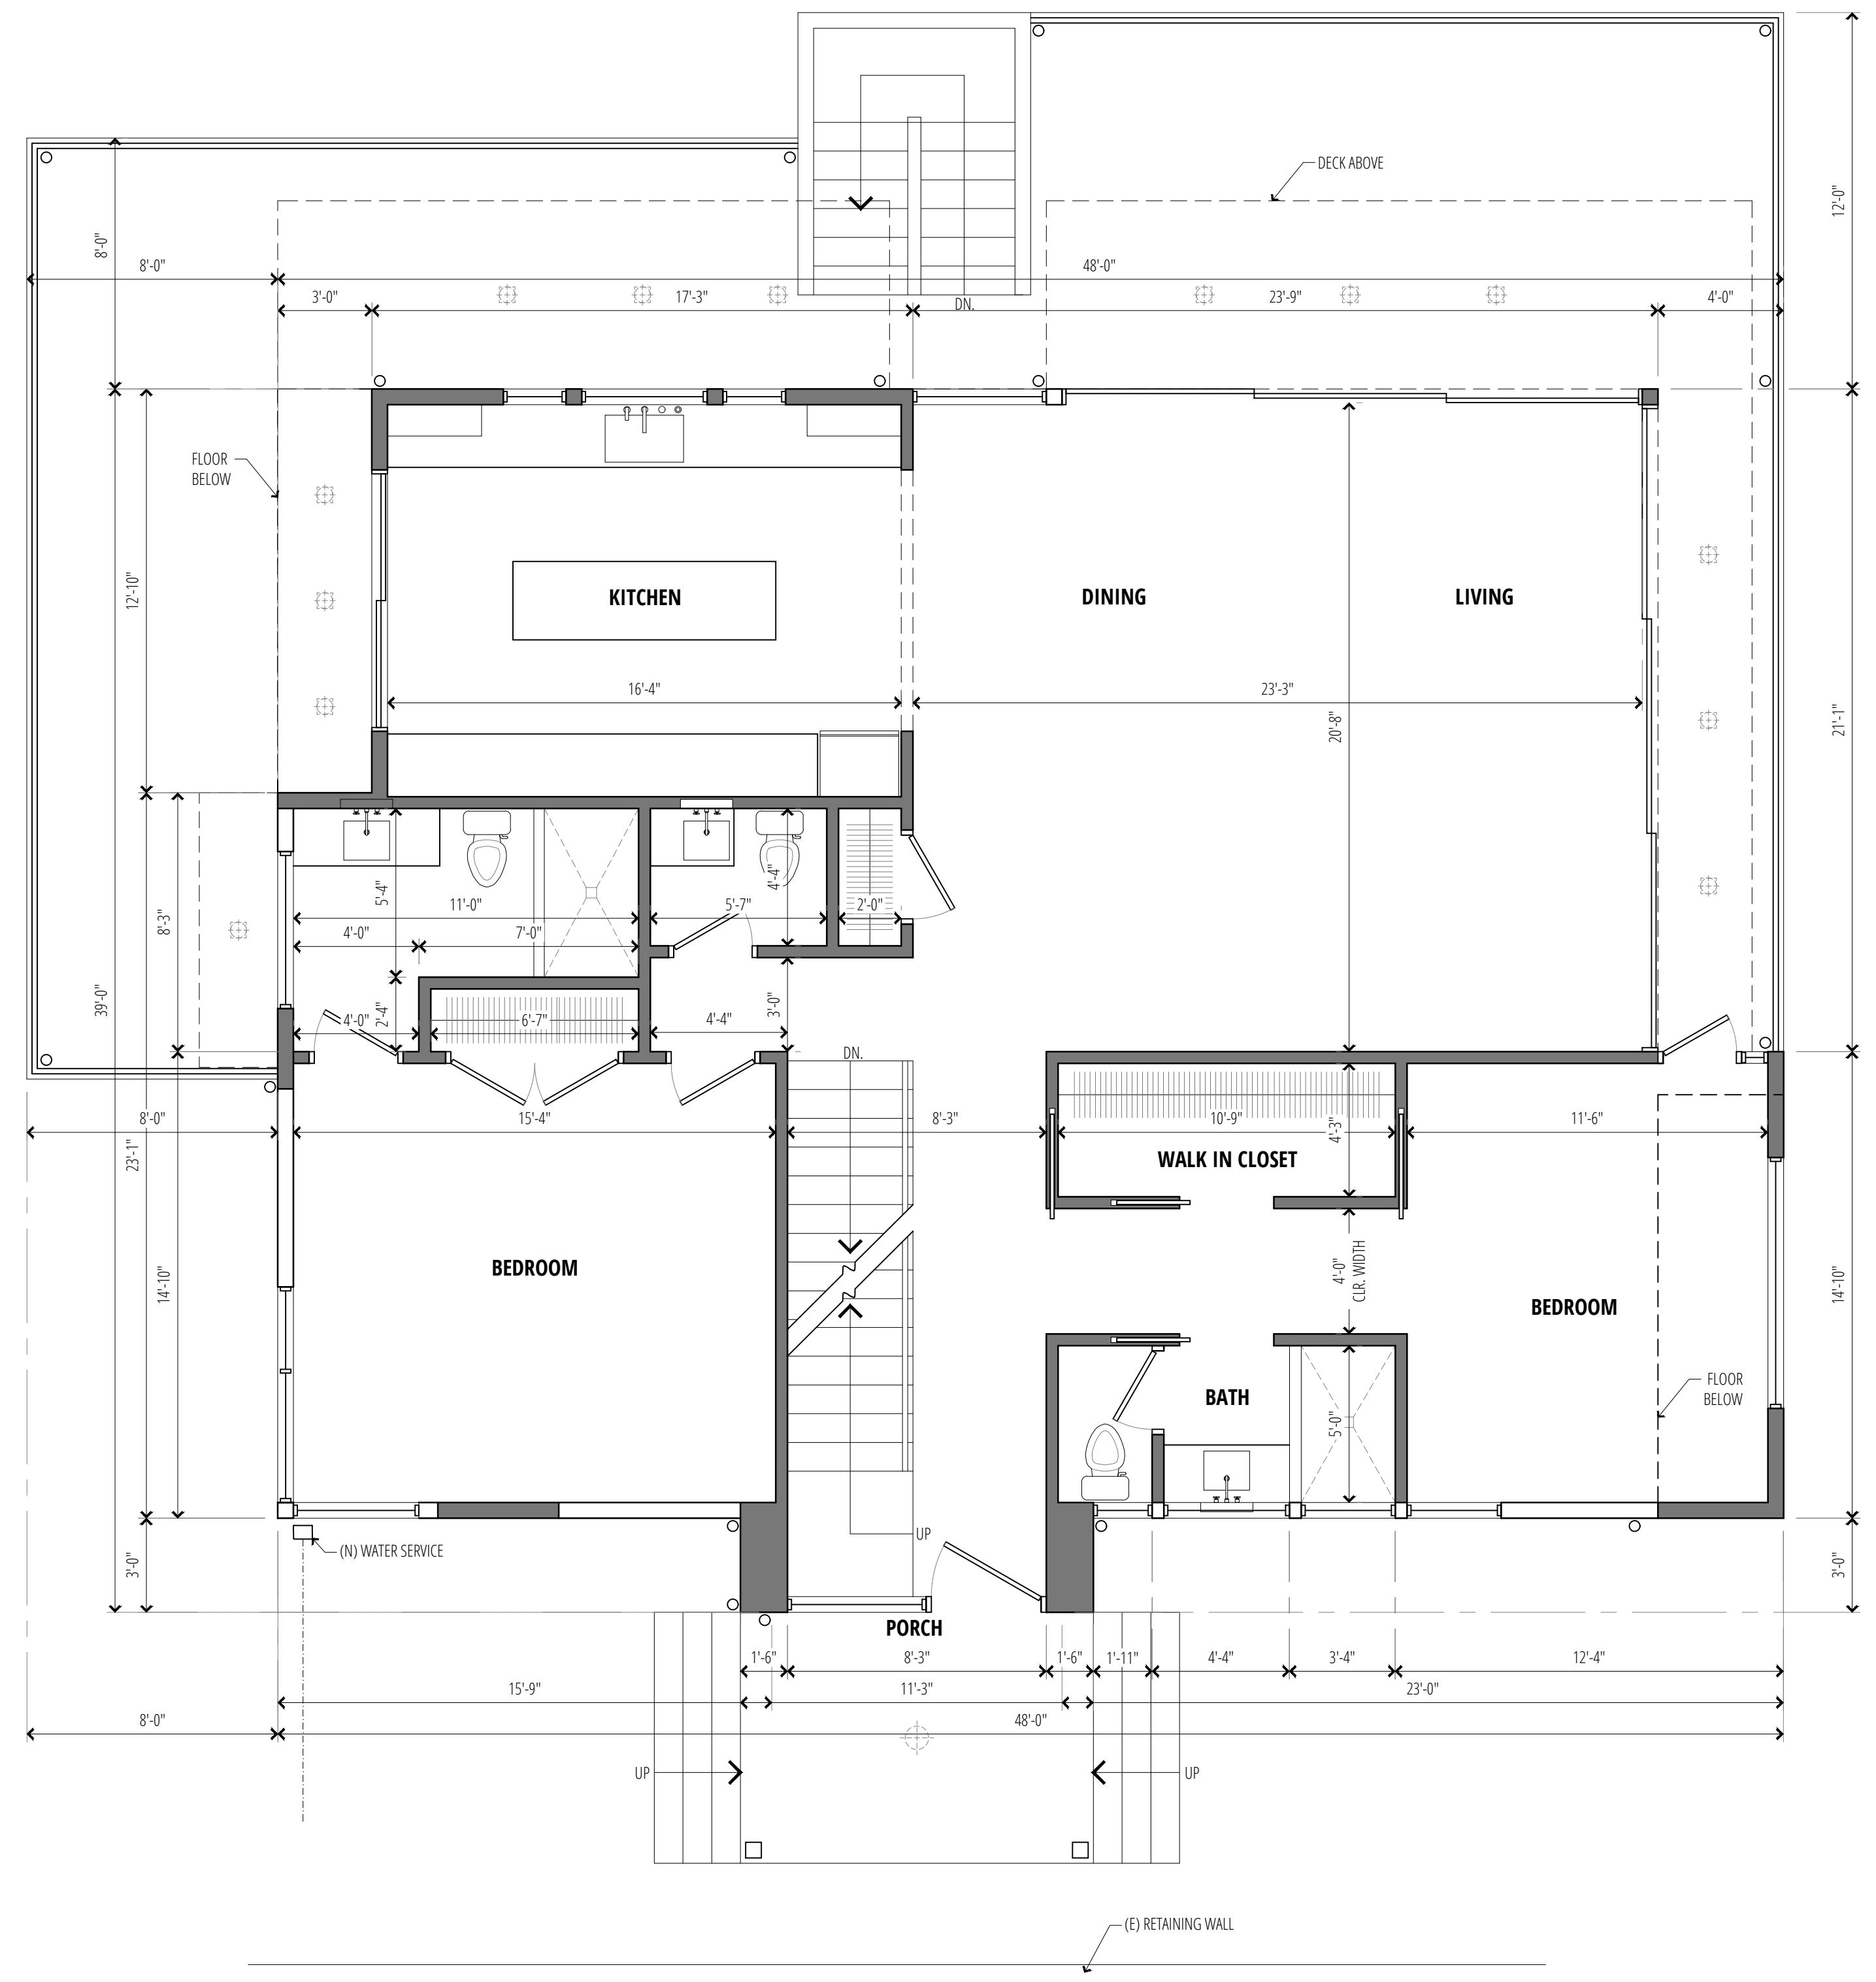 DECK ABOVE
12'-0"
8'-0"
8'-0"
48'-0"
3'-0"
17'-3"
DN.
23'-9"
4'-0"
FLOOR
BELOW
12'-10"
KITCHEN
DINING
LIVING
16'-4"
23'-3"
20'-8"
21'-1"
8'-3"
39'-0"
5'-4"
11'-0"
4'-0"
7'-0"
4'-4"
5'-7"
2'-0"
4'-0"
2'-4"
6'-7"
4'-4"
3'-0"
DN.
8'-0"
15'-4"
8'-3"
10'-9"
4'-3"
11'-6"
23'-1"
WALK IN CLOSET
14'-10"
BEDROOM
4'-0"
CLR. WIDTH
BEDROOM
14'-10"
FLOOR
BELOW
BATH
5'-0"
UP
(N) WATER SERVICE
3'-0"
3'-0"
PORCH
1'-6"
8'-3"
1'-6"
1'-11"
4'-4"
3'-4"
12'-4"
15'-9"
11'-3"
23'-0"
8'-0"
48'-0"
UP
UP
(E) RETAINING WALL